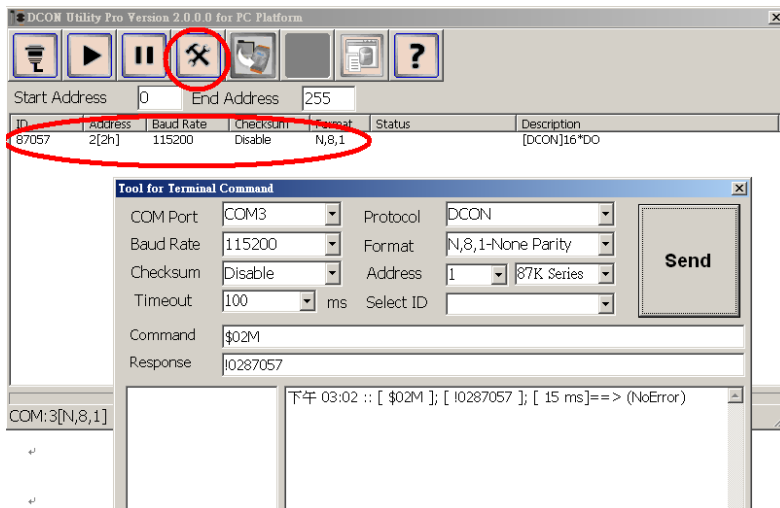 DCON Utility Pro Version 2.0.0.0 for PC Platform
Start Address 0 End Address 255
ID Address Baud Rate Checksum Format Status Description
87057 2[2h] 115200 Disable N,8,1 [DCON]16*DO
Tool for Terminal Command
COM Port COM3 Protocol DCON
Baud Rate 115200 Format N,8,1-None Parity
Checksum Disable Address 1 87K Series
Send
Timeout 100 ms Select ID
Command $02M
Response !0287057
下午 03:02 :: [ $02M ]; [ !0287057 ]; [ 15 ms]==> (NoError)
COM:3[N,8,1]